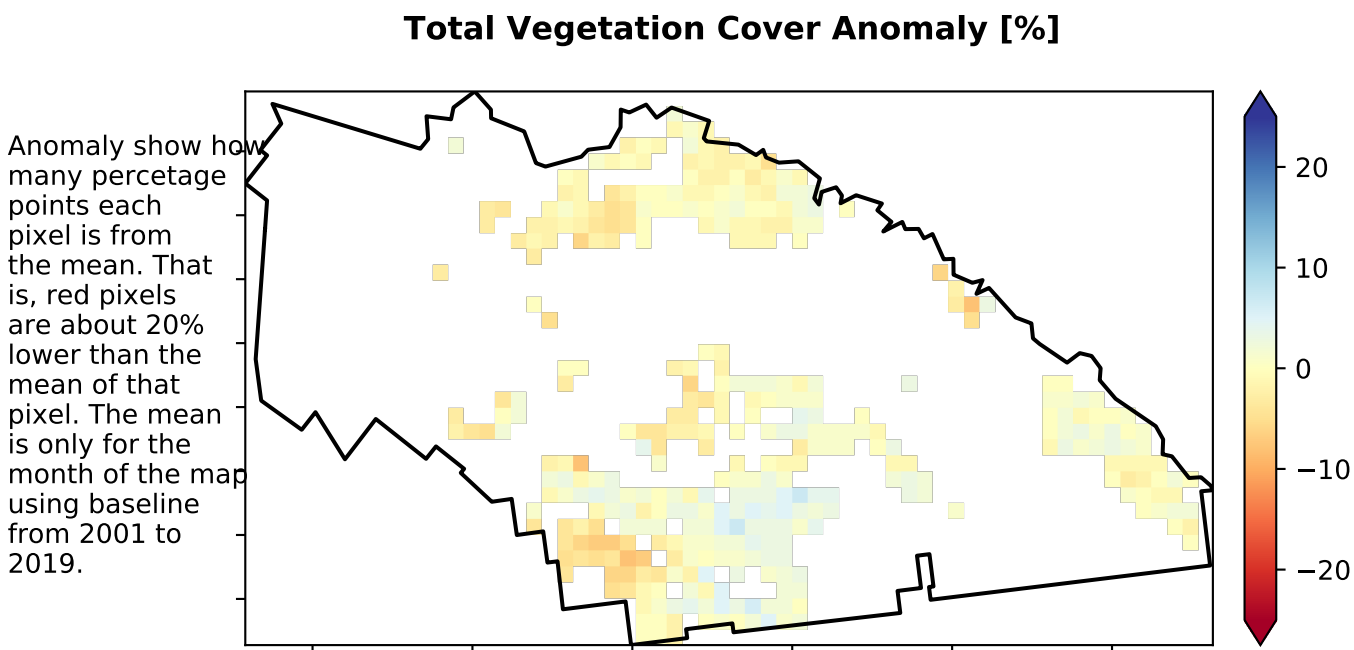 Total Vegetation Cover Anomaly [%]
Anomaly show how
many percetage
points each
pixel is from
the mean. That
is, red pixels
are about 20%
lower than the
mean of that
pixel. The mean
is only for the
month of the map
using baseline
from 2001 to
2019.
20
10
0
−10
−20